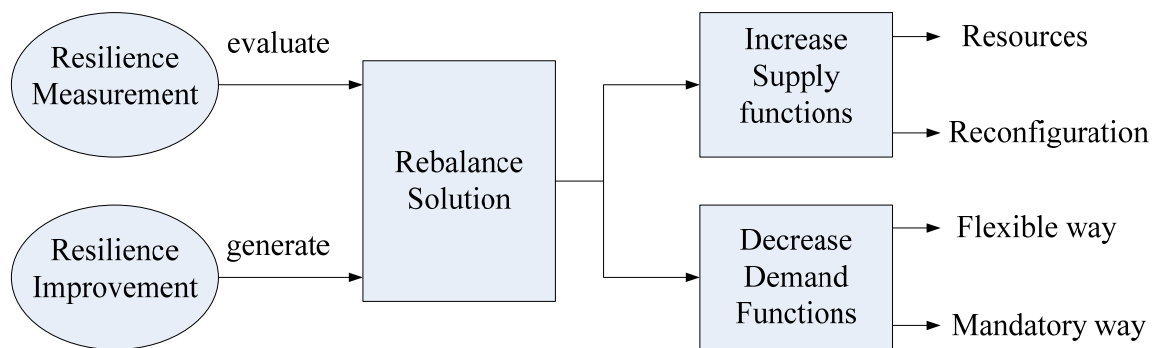 Resilience
Measurement
evaluate
Resilience
Improvement
generate
Rebalance
Solution
Increase
Supply
functions
Resources
Reconfiguration
Decrease
Demand
Functions
Flexible way
Mandatory way